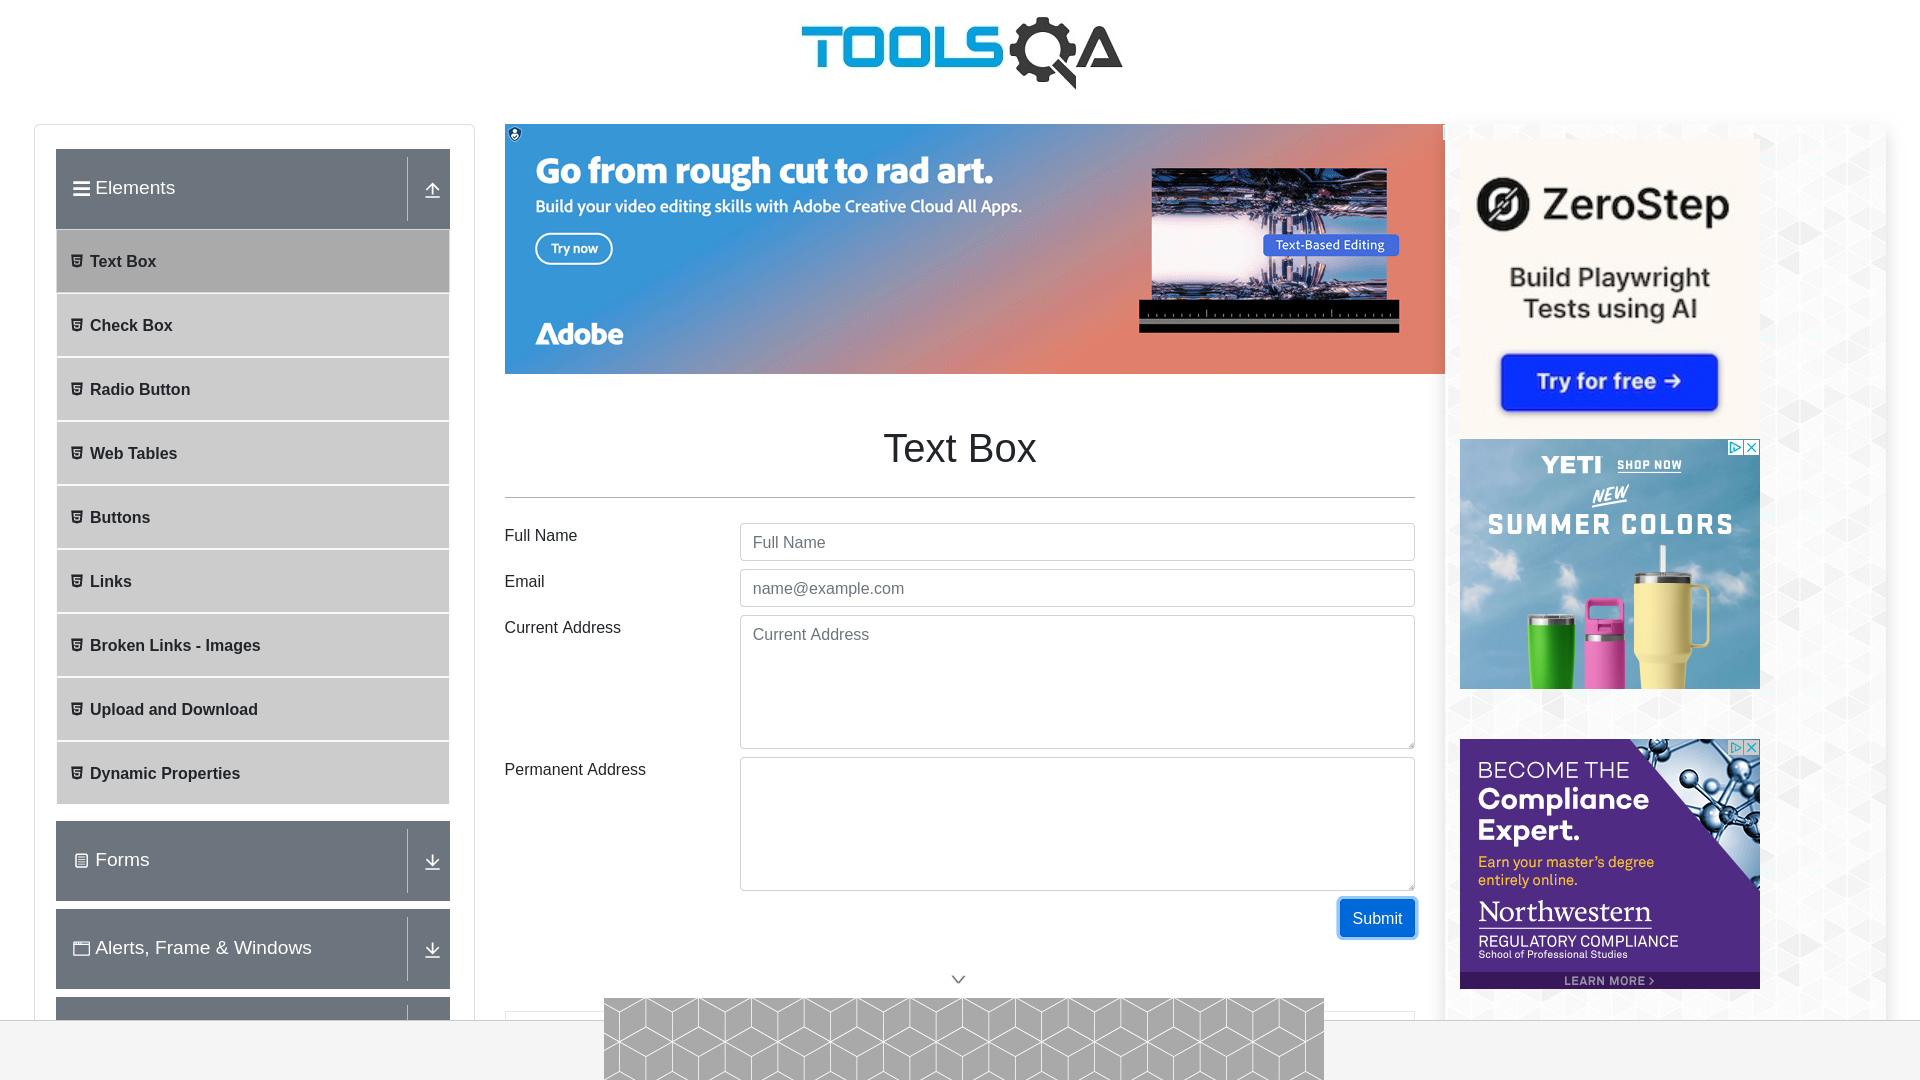 TOOLSQA
Elements
Text Box
Check Box
Radio Button
Web Tables
Buttons
Links
Broken Links - Images
Upload and Download
Dynamic Properties
Forms
Alerts, Frame & Windows
Go from rough cut to rad art.
Build your video editing skills with Adobe Creative Cloud All Apps.
Try now
Text-Based Editing
Adobe
Text Box
Full Name
Full Name
Email
name@example.com
Current Address
Current Address
Permanent Address
Submit
ZeroStep
Build Playwright
Tests using AI
Try for free →
YETI SHOP NOW
NEW
SUMMER COLORS
BECOME THE
Compliance
Expert.
Earn your master's degree
entirely online.
Northwestern
REGULATORY COMPLIANCE
School of Professional Studies
LEARN MORE >